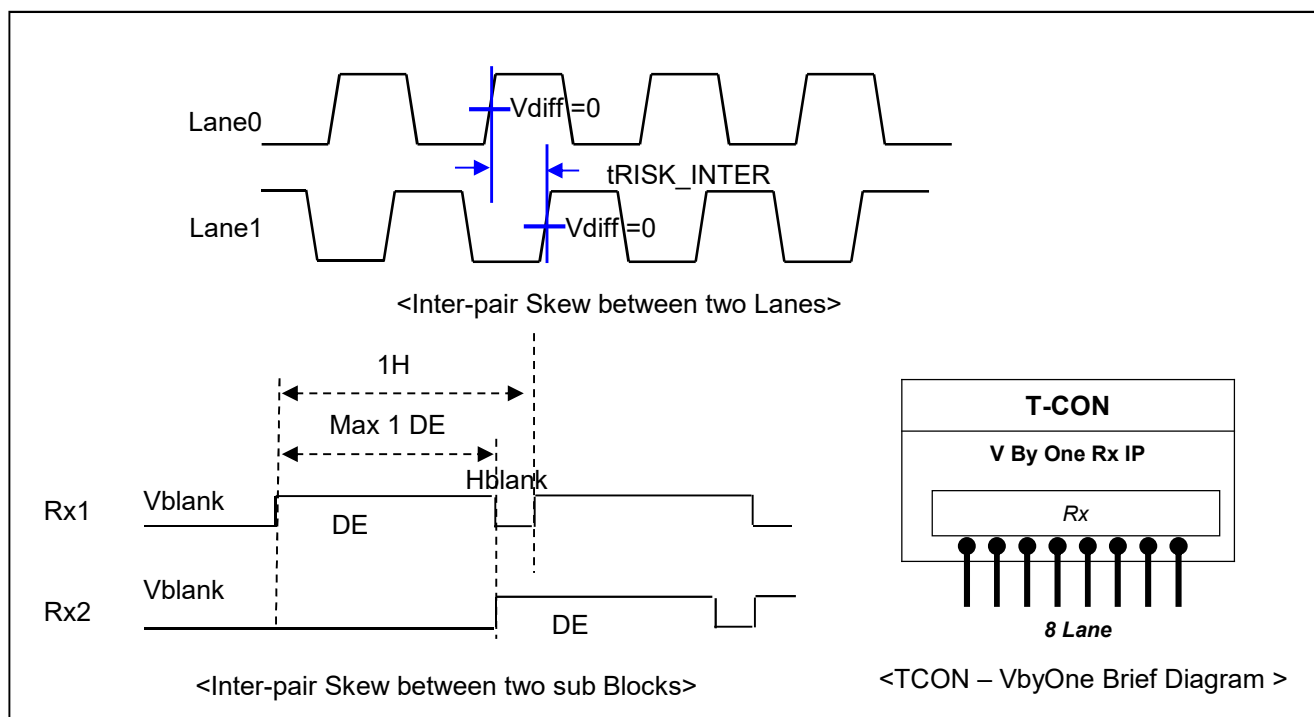 Lane0
Vdiff =0
tRISK_INTER
Lane1
Vdiff =0
<Inter-pair Skew between two Lanes>
1H
Max 1 DE
Hblank
Rx1
Vblank
DE
Rx2
Vblank
DE
<Inter-pair Skew between two sub Blocks>
T-CON
V By One Rx IP
Rx
8 Lane
<TCON – VbyOne Brief Diagram >